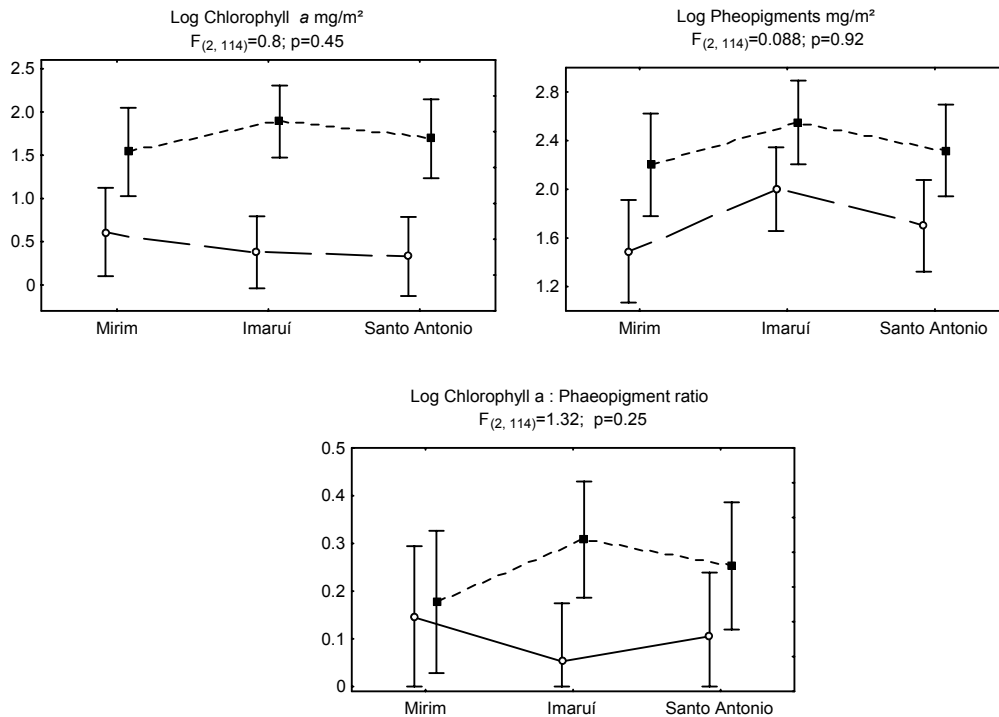 Log Chlorophyll a mg/m²
F(2, 114)=0.8; p=0.45
2.5
2.0
1.5
1.0
0.5
0
Mirim Imaruí Santo Antonio
Log Pheopigments mg/m²
F(2, 114)=0.088; p=0.92
2.8
2.4
2.0
1.6
1.2
Mirim Imaruí Santo Antonio
Log Chlorophyll a : Phaeopigment ratio
F(2, 114)=1.32; p=0.25
0.5
0.4
0.3
0.2
0.1
0
Mirim Imaruí Santo Antonio